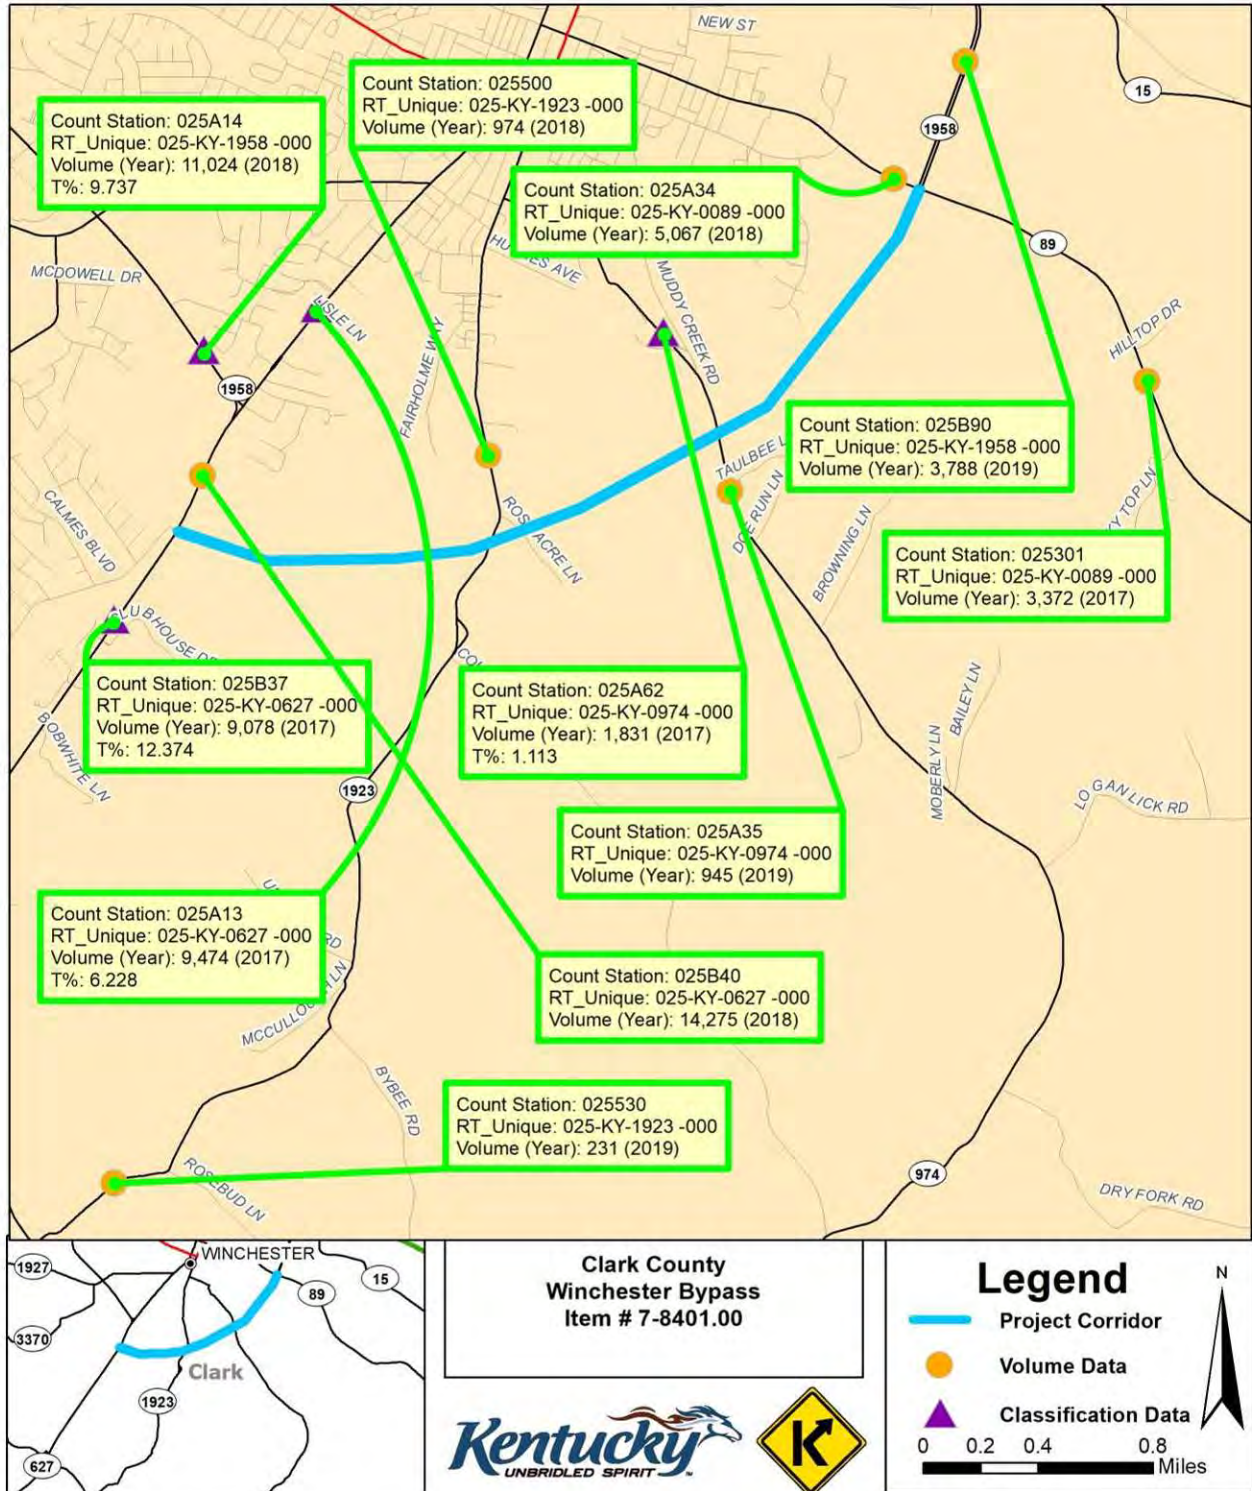 NEW ST
15
Count Station: 025500
RT_Unique: 025-KY-1923 -000
Volume (Year): 974 (2018)
Count Station: 025A14
RT_Unique: 025-KY-1958 -000
Volume (Year): 11,024 (2018)
T%: 9.737
1958
Count Station: 025A34
RT_Unique: 025-KY-0089 -000
Volume (Year): 5,067 (2018)
89
MCDOWELL DR
LISLE LN
FAIRHOLME WAY
MUDDY CREEK RD
HILLTOP DR
1958
Count Station: 025B90
RT_Unique: 025-KY-1958 -000
Volume (Year): 3,788 (2019)
TAULBEE L
CALMES BLVD
ACRE LN
DOE RUN LN
BROWNING LN
KY TOP LN
Count Station: 025301
RT_Unique: 025-KY-0089 -000
Volume (Year): 3,372 (2017)
CLUBHOUSE DR
Count Station: 025B37
RT_Unique: 025-KY-0627 -000
Volume (Year): 9,078 (2017)
T%: 12.374
Count Station: 025A62
RT_Unique: 025-KY-0974 -000
Volume (Year): 1,831 (2017)
T%: 1.113
BOBWHITE LN
BAILEY LN
MOBERLY LN
1923
LOGAN LICK RD
Count Station: 025A35
RT_Unique: 025-KY-0974 -000
Volume (Year): 945 (2019)
Count Station: 025A13
RT_Unique: 025-KY-0627 -000
Volume (Year): 9,474 (2017)
T%: 6.228
RD
Count Station: 025B40
RT_Unique: 025-KY-0627 -000
Volume (Year): 14,275 (2018)
BYBEE RD
Count Station: 025530
RT_Unique: 025-KY-1923 -000
Volume (Year): 231 (2019)
ROSEBUD LN
974
DRY FORK RD
WINCHESTER
1927
15
89
3370
Clark
1923
627
Clark County
Winchester Bypass
Item # 7-8401.00
Kentucky
UNBRIDLED SPIRIT
Legend
N
Project Corridor
Volume Data
Classification Data
0 0.2 0.4 0.8
Miles